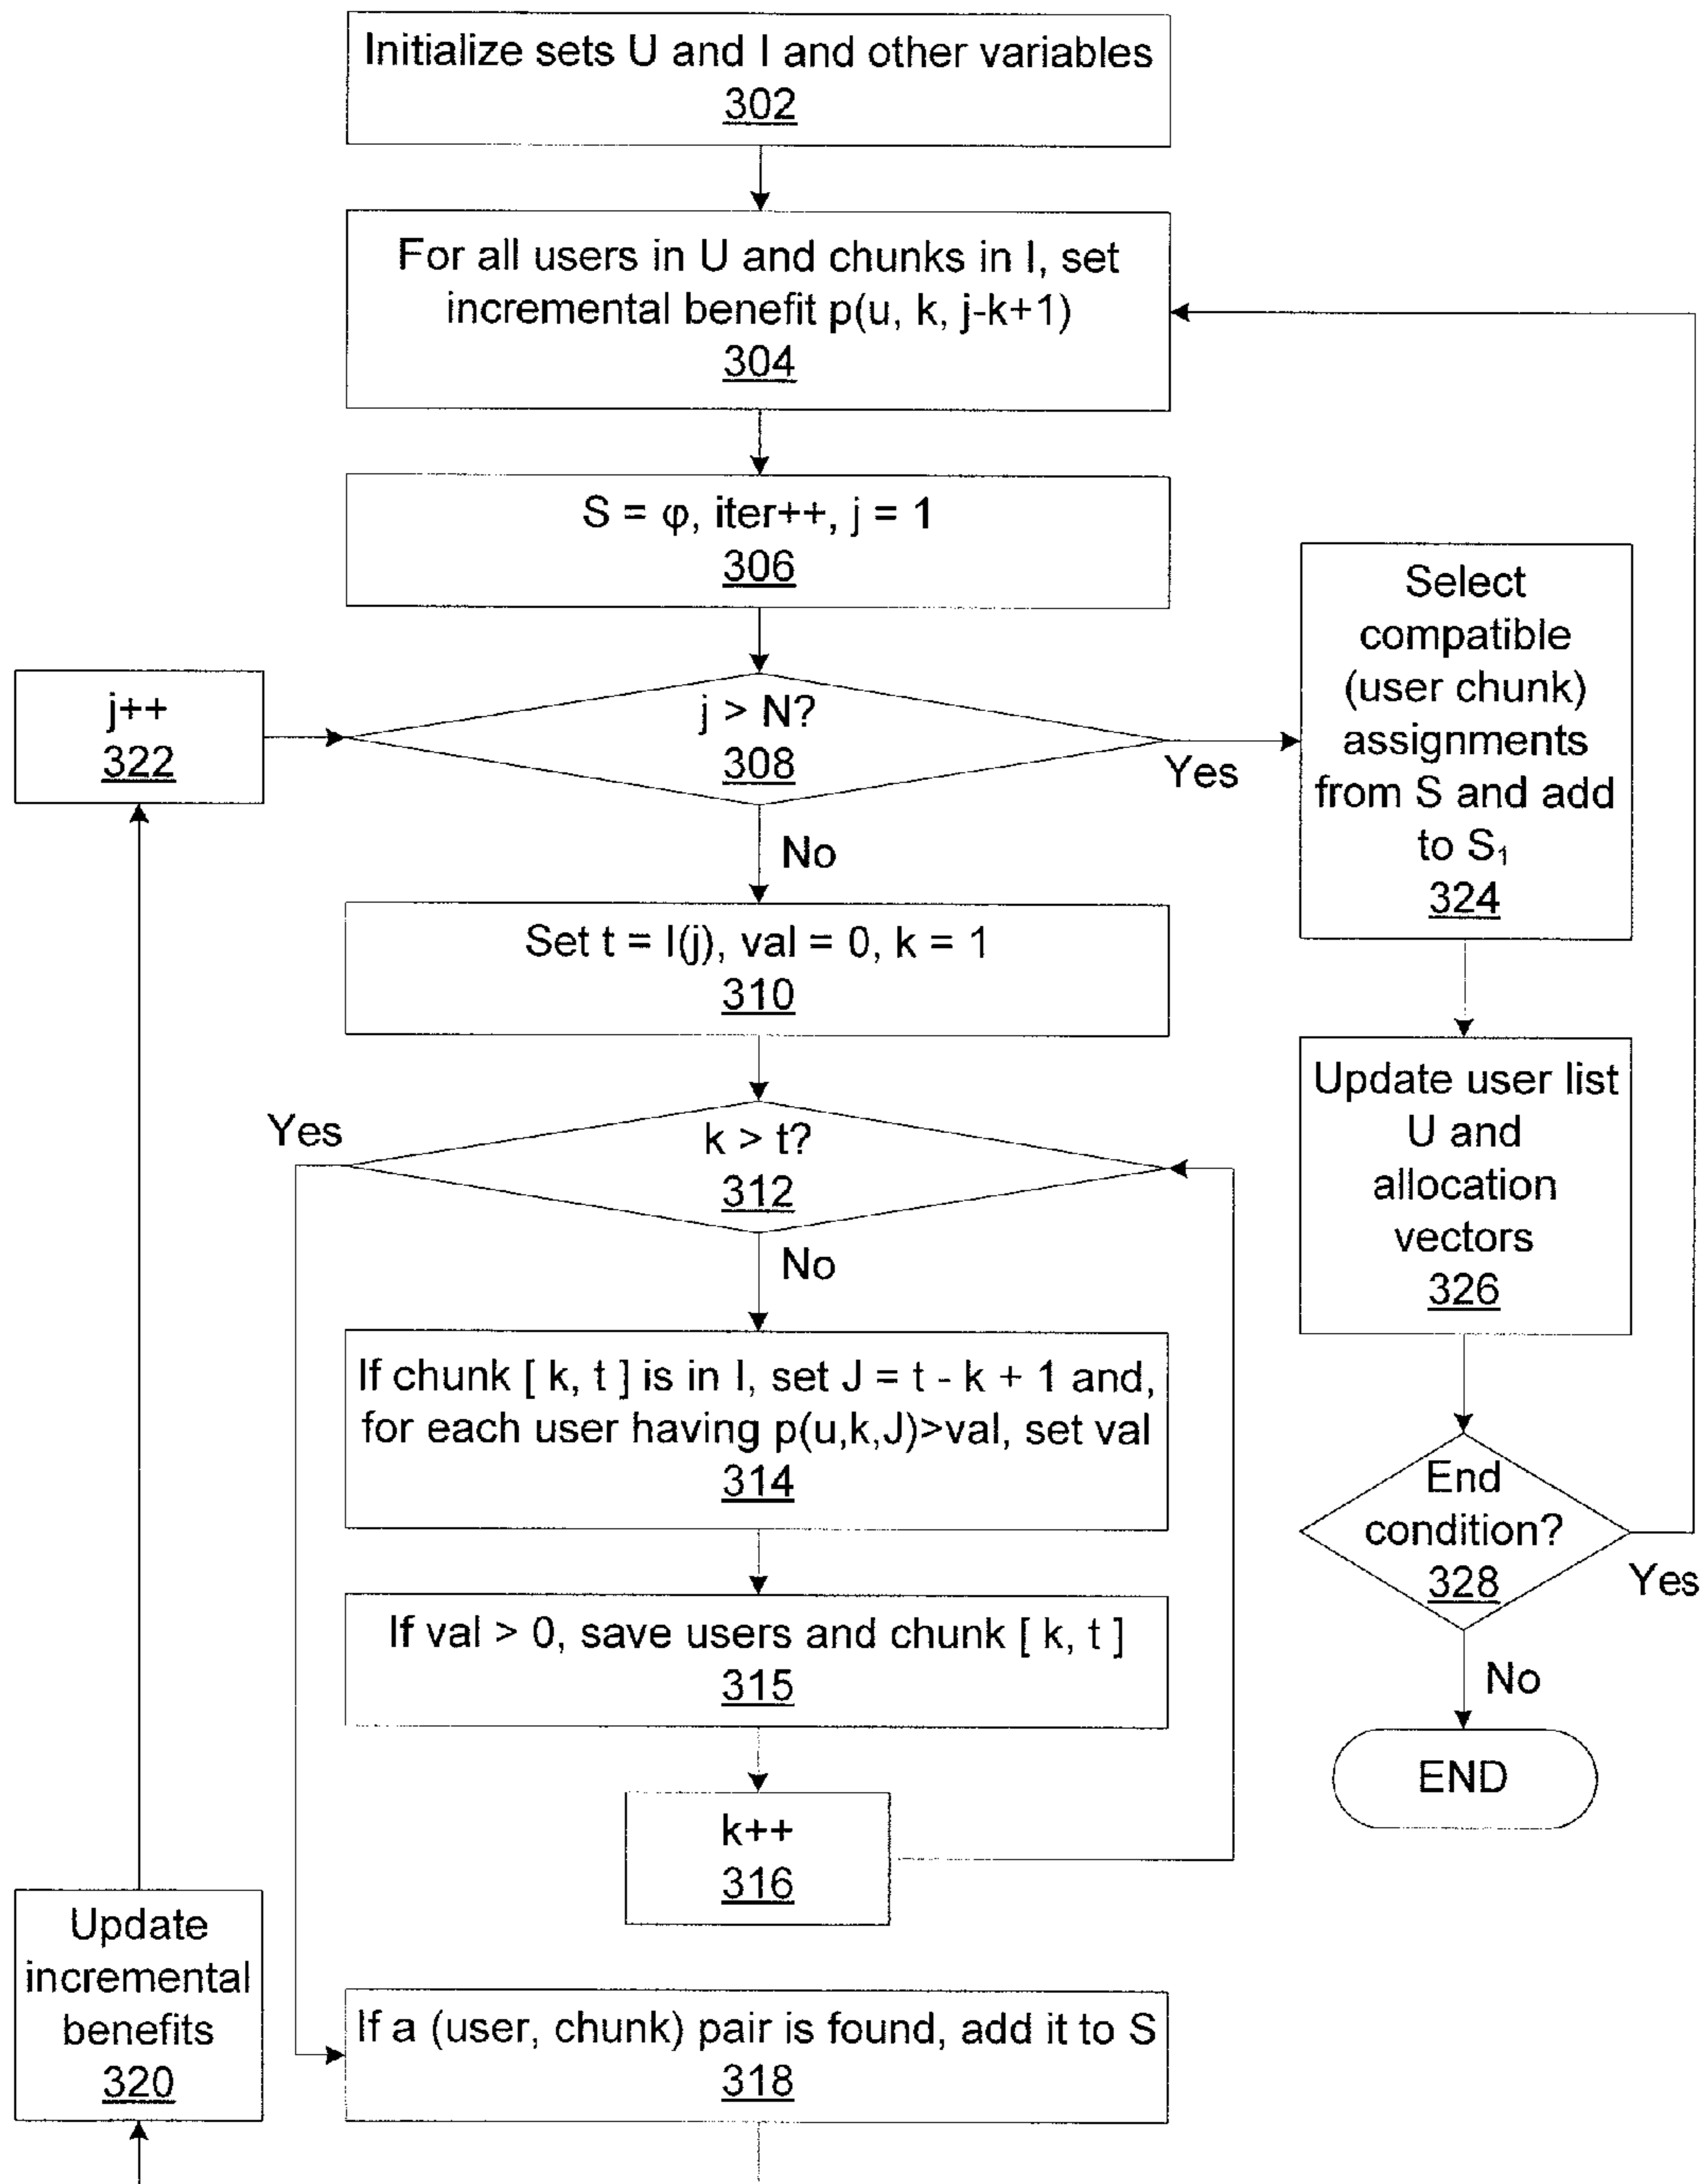 Initialize sets U and I and other variables
302
For all users in U and chunks in I, set
incremental benefit p(u, k, j-k+1)
304
S = φ, iter++, j = 1
306
j++
322
j > N?
308
Yes
No
Select
compatible
(user chunk)
assignments
from S and add
to S₁
324
Set t = I(j), val = 0, k = 1
310
Update user list
U and
allocation
vectors
326
Yes
k > t?
312
No
If chunk [ k, t ] is in I, set J = t - k + 1 and,
for each user having p(u,k,J)>val, set val
314
End
condition?
328
Yes
No
END
If val > 0, save users and chunk [ k, t ]
315
k++
316
Update
incremental
benefits
320
If a (user, chunk) pair is found, add it to S
318